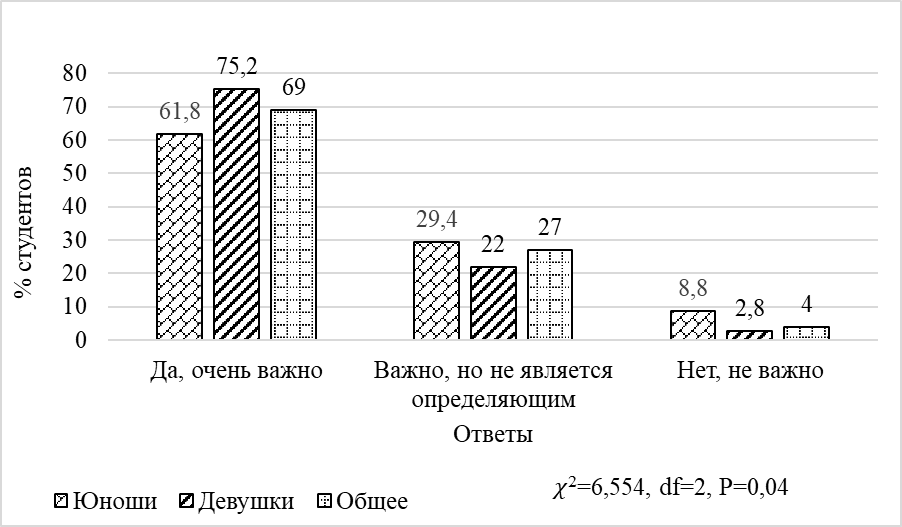 75,2
80
69
70
61,8
60
50
40
29,4
27
30
22
20
8,8
10
2,8
4
0
% студентов
Да, очень важно
Важно, но не является
определяющим
Нет, не важно
Ответы
Юноши Девушки Общее
χ²=6,554, df=2, P=0,04